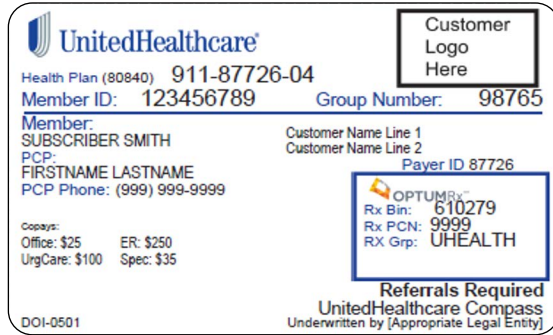 UnitedHealthcare®
Customer
Logo
Here
Health Plan (80840) 911-87726-04
Member ID: 123456789 Group Number: 98765
Member:
SUBSCRIBER SMITH
PCP:
FIRSTNAME LASTNAME
PCP Phone: (999) 999-9999
Customer Name Line 1
Customer Name Line 2
Payer ID 87726
OPTUMRx™
Rx Bin: 610279
Rx PCN: 9999
RX Grp: UHEALTH
Copays:
Office: $25 ER: $250
UrgCare: $100 Spec: $35
Referrals Required
UnitedHealthcare Compass
DOI-0501 Underwritten by [Appropriate Legal Entity]